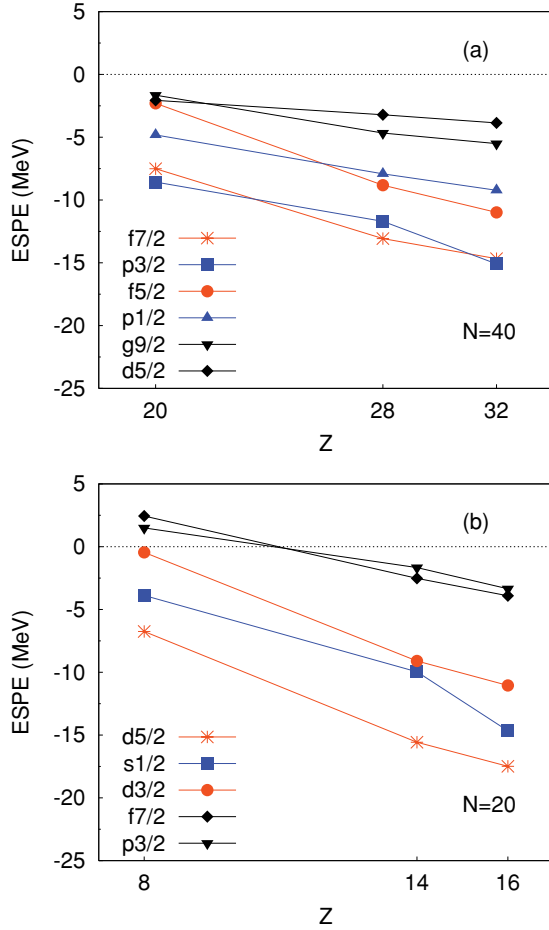 5
(a)
0
-5
-10
-15
-20
-25
ESPE (MeV)
f7/2
p3/2
f5/2
p1/2
g9/2
d5/2
N=40
20
28
32
Z
5
(b)
0
-5
-10
-15
-20
-25
ESPE (MeV)
d5/2
s1/2
d3/2
f7/2
p3/2
N=20
8
14
16
Z